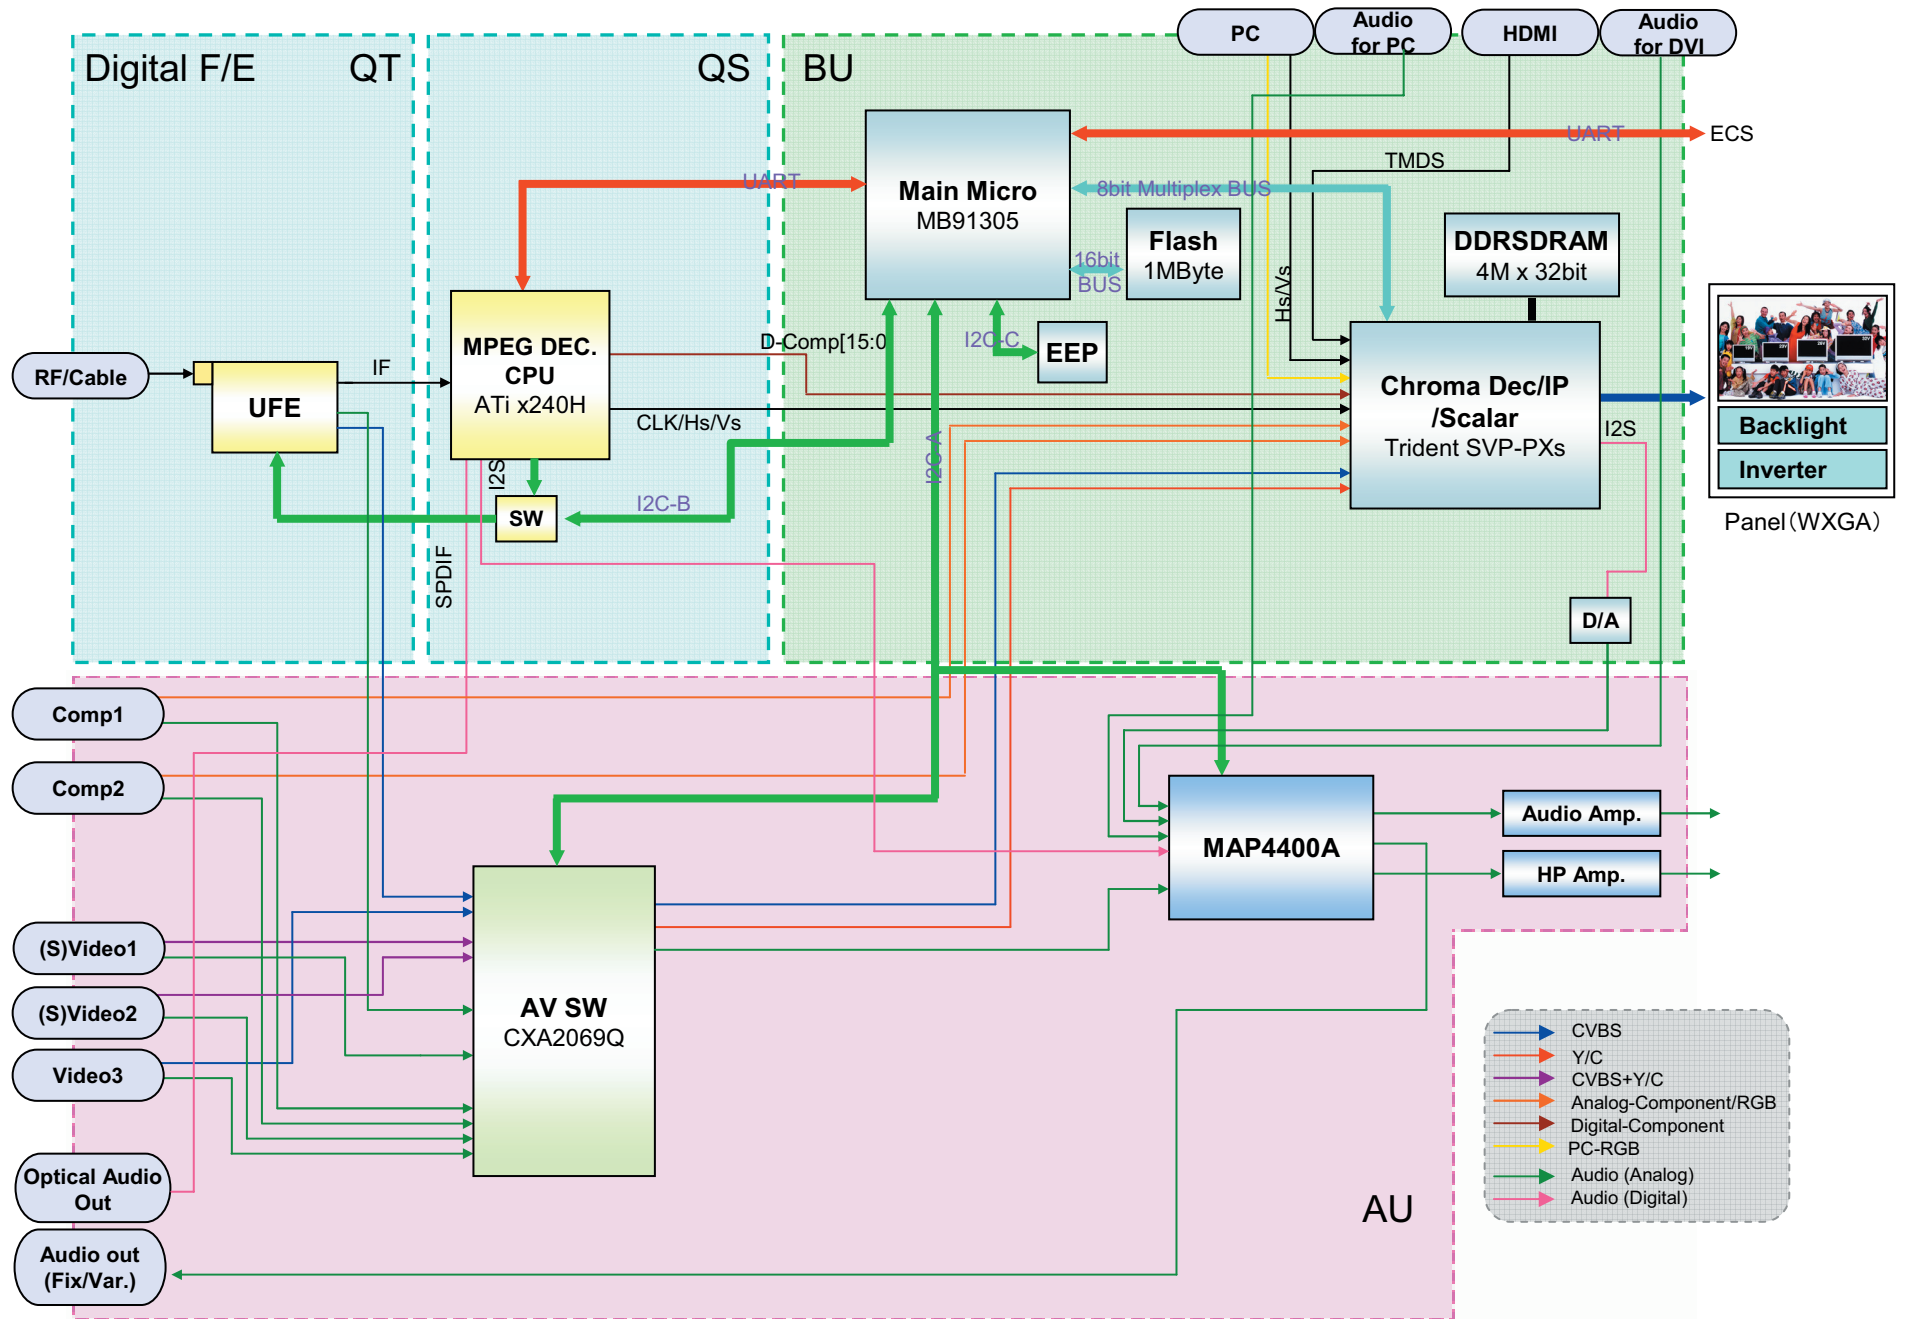 PC
Audio
for PC
HDMI
Audio
for DVI
Digital F/E
QT
QS
BU
UART
ECS
TMDS
UART
Main Micro
MB91305
8bit Multiplex BUS
Flash
1MByte
16bit
BUS
DDRSDRAM
4M x 32bit
Hs/Vs
MPEG DEC.
CPU
ATi x240H
D-Comp[15:0
I2C-C
EEP
RF/Cable
IF
UFE
CLK/Hs/Vs
Chroma Dec/IP
/Scalar
Trident SVP-PXs
I2S
Backlight
Inverter
Panel(WXGA)
I2C-A
I2S
SW
I2C-B
SPDIF
D/A
Comp1
Comp2
MAP4400A
Audio Amp.
HP Amp.
(S)Video1
(S)Video2
Video3
AV SW
CXA2069Q
Optical Audio
Out
Audio out
(Fix/Var.)
AU
CVBS
Y/C
CVBS+Y/C
Analog-Component/RGB
Digital-Component
PC-RGB
Audio (Analog)
Audio (Digital)